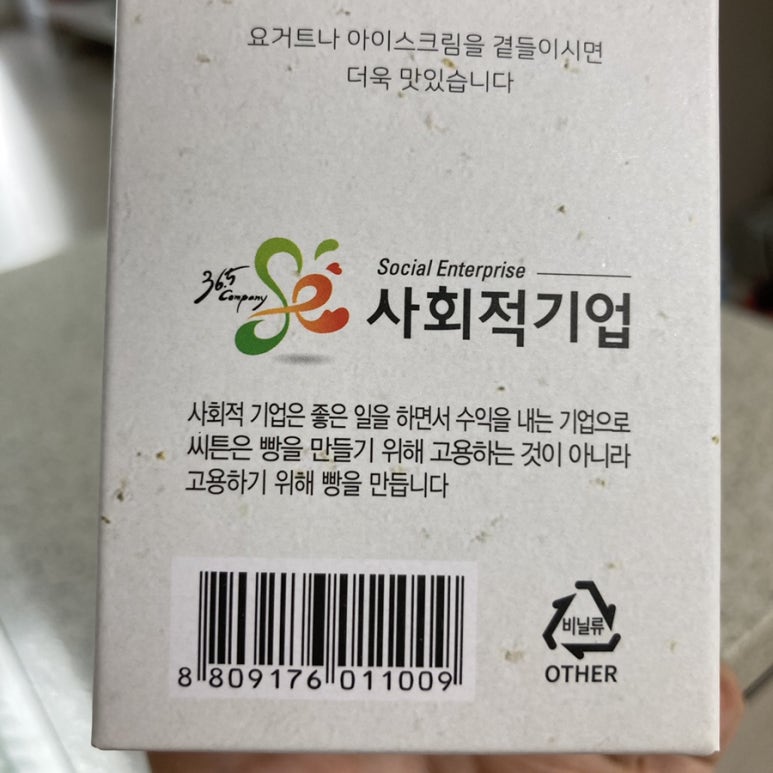 요거트나 아이스크림을 곁들이시면
더욱 맛있습니다
365
Company
Se
Social Enterprise
사회적기업
사회적 기업은 좋은 일을 하면서 수익을 내는 기업으로
씨튼은 빵을 만들기 위해 고용하는 것이 아니라
고용하기 위해 빵을 만듭니다
8 809176 011009
비닐류
OTHER